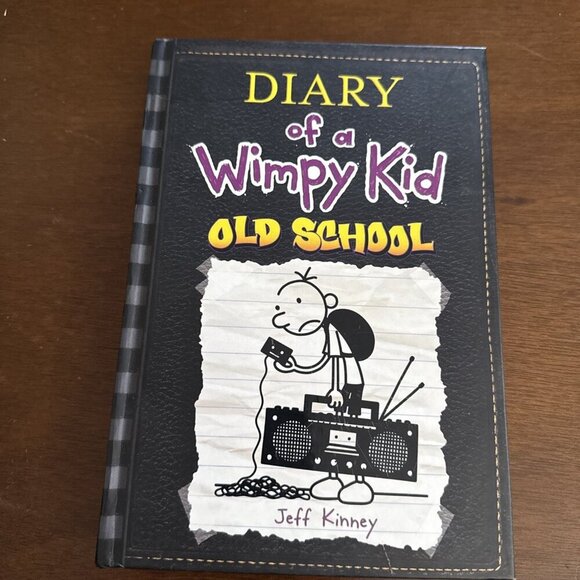 DIARY
of a
Wimpy Kid
OLD SCHOOL
Jeff Kinney